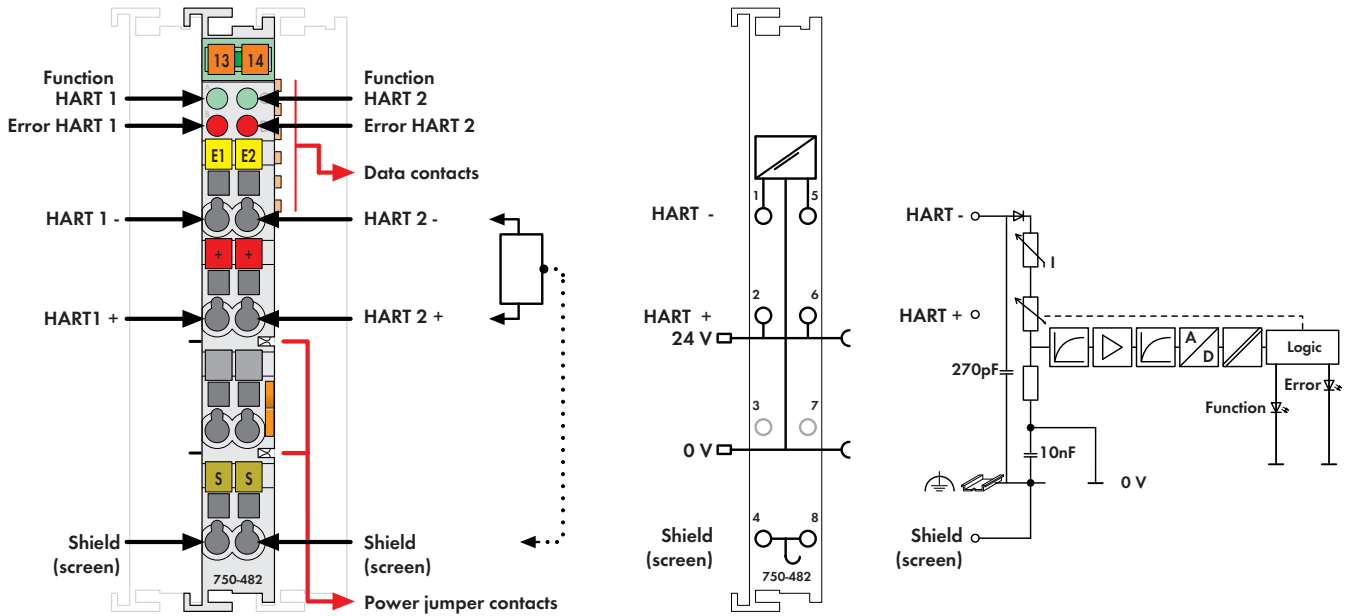 13 14
Function
HART 1
Function
HART 2
Error HART 1
Error HART 2
E1 E2
Data contacts
HART 1 -
HART 2 -
+ +
HART1 +
HART 2 +
S S
Shield
(screen)
Shield
(screen)
750-482
Power jumper contacts
1 5
HART -
2 6
HART +
24 V
3 7
0 V
4 8
Shield
(screen)
750-482
HART -
I
HART +
A
D
Logic
270pF
Error
Function
10nF
0 V
Shield
(screen)